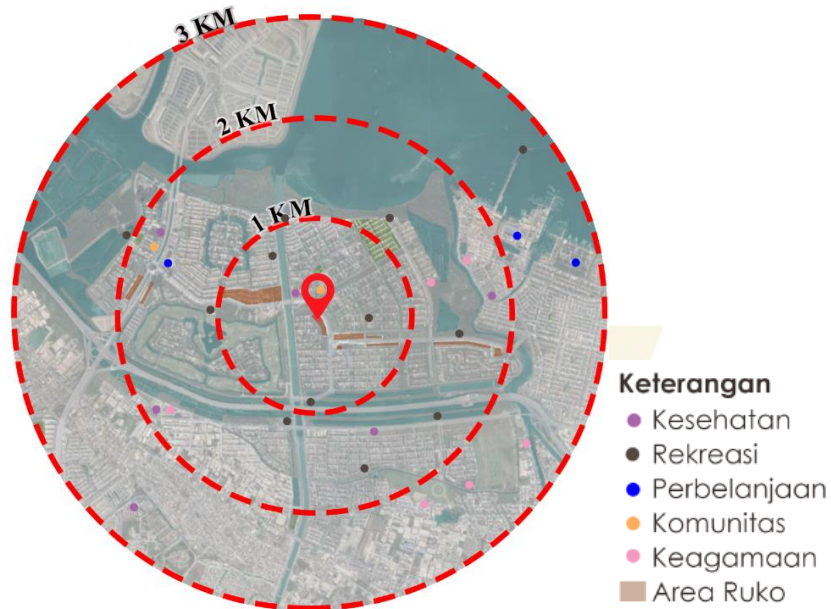 3 KM
2 KM
1 KM
Keterangan
Kesehatan
Rekreasi
Perbelanjaan
Komunitas
Keagamaan
Area Ruko